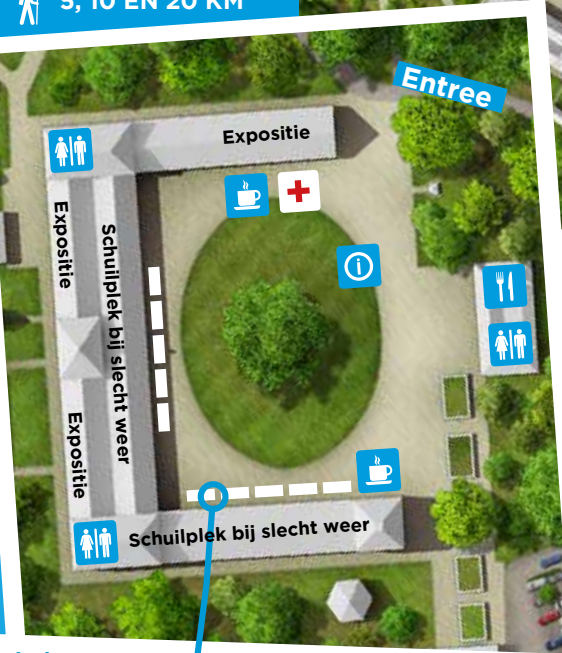 5, 10 EN 20 KM
Entree
Expositie
Expositie
Schuilplek bij slecht weer
Expositie
Schuilplek bij slecht weer